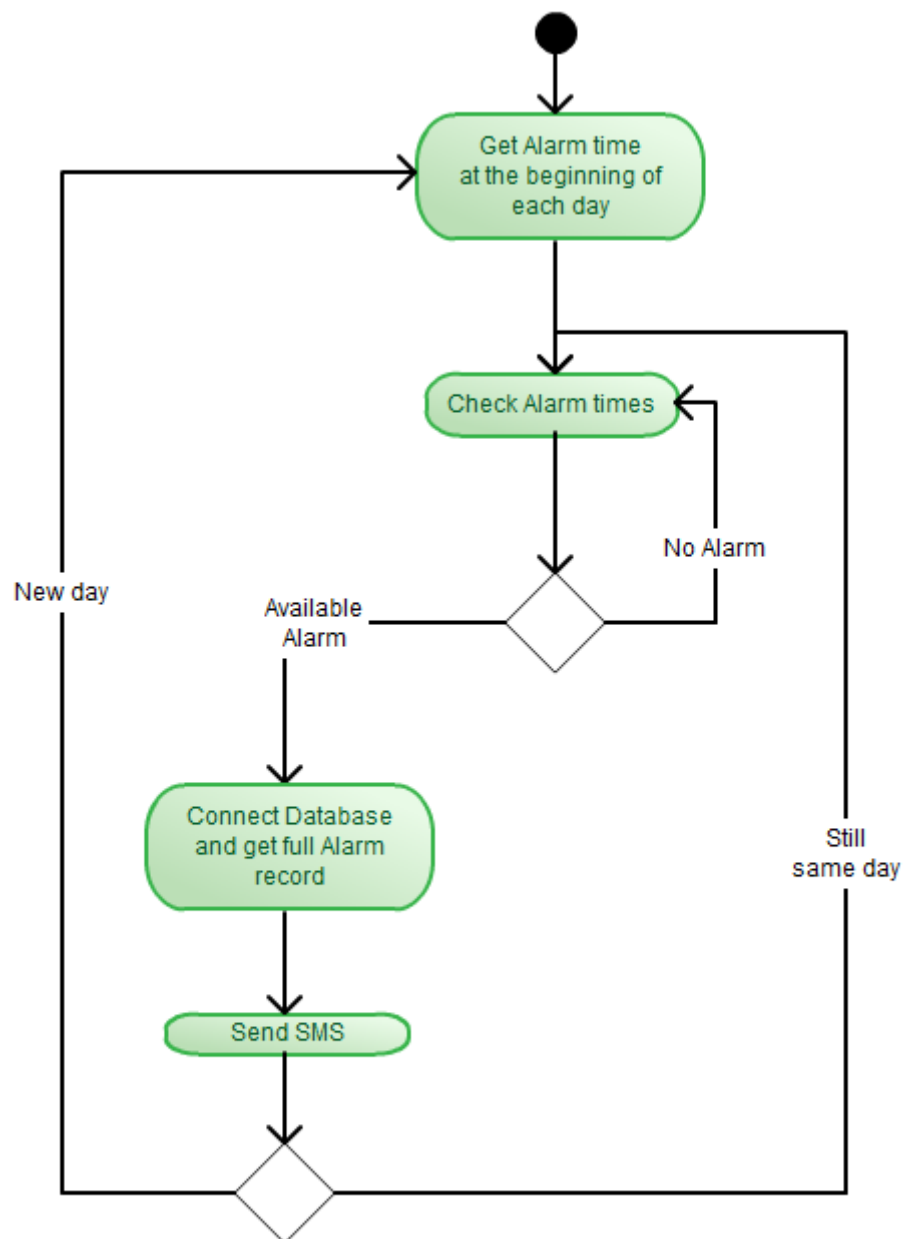 Get Alarm time
at the beginning of
each day
Check Alarm times
No Alarm
New day
Available
Alarm
Connect Database
and get full Alarm
record
Still
same day
Send SMS